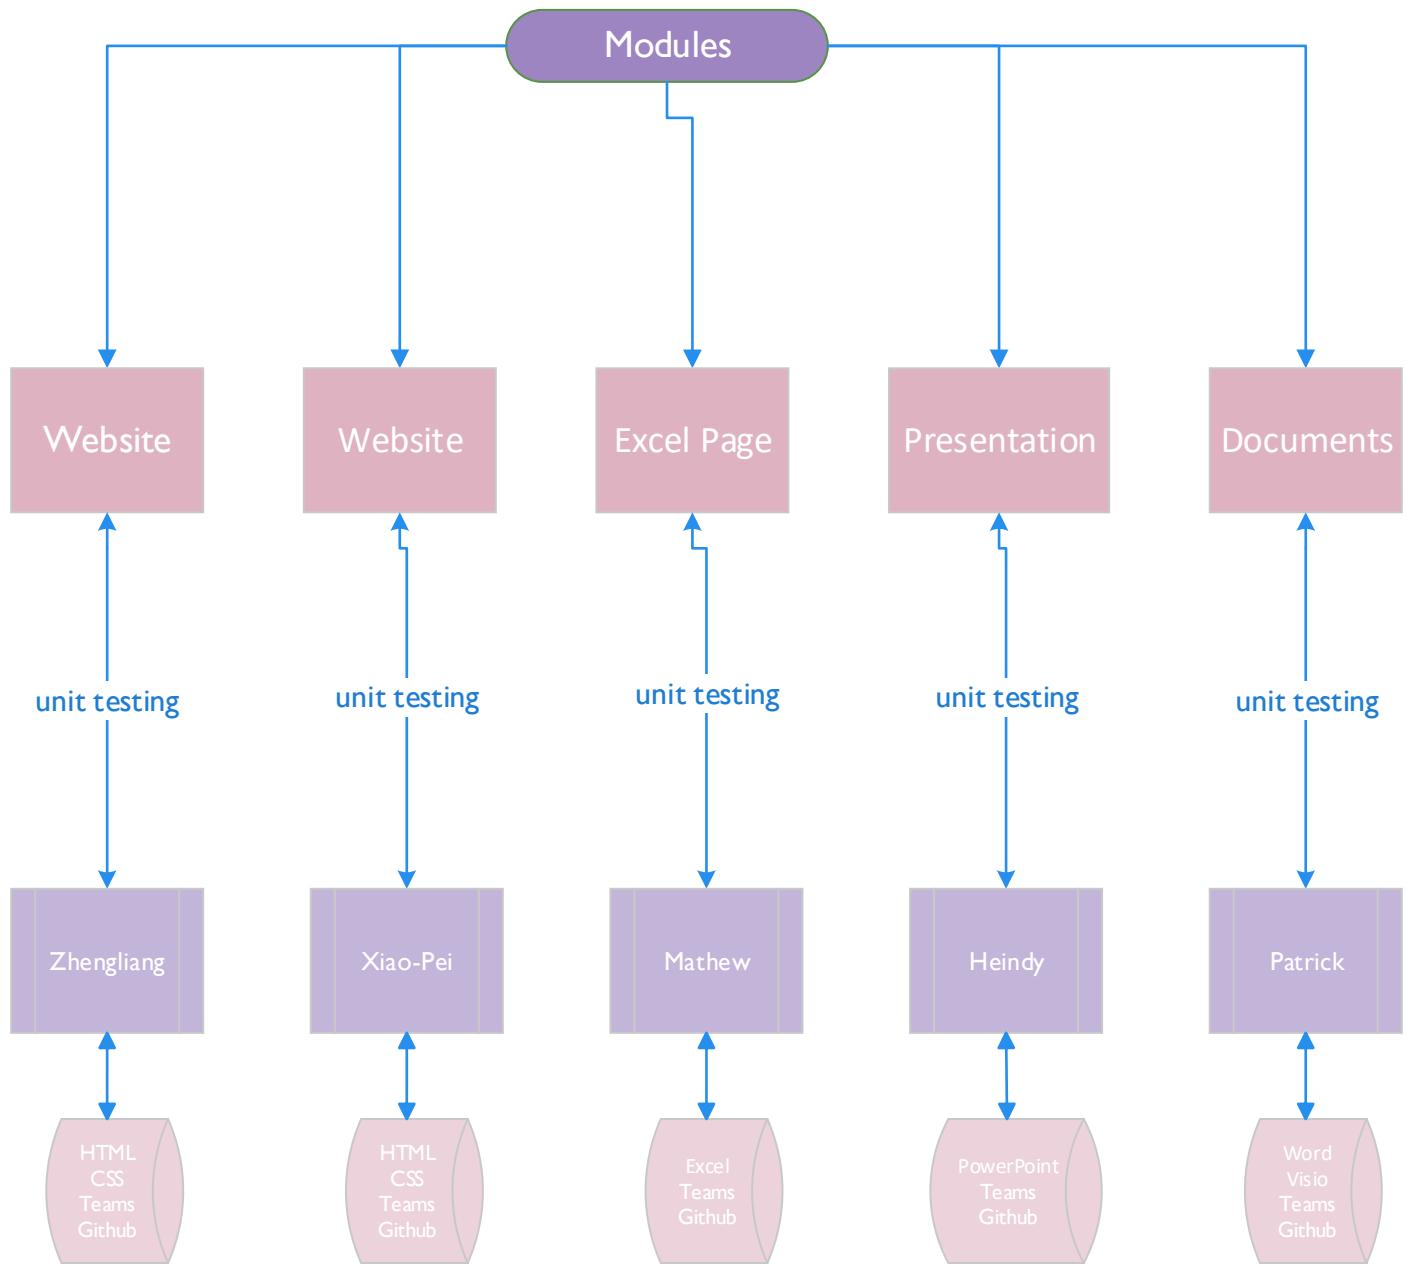 Modules
Website
Website
Excel Page
Presentation
Documents
unit testing
unit testing
unit testing
unit testing
unit testing
Zhengliang
Xiao-Pei
Mathew
Heindy
Patrick
HTML
CSS
Teams
Github
HTML
CSS
Teams
Github
Excel
Teams
Github
PowerPoint
Teams
Github
Word
Visio
Teams
Github